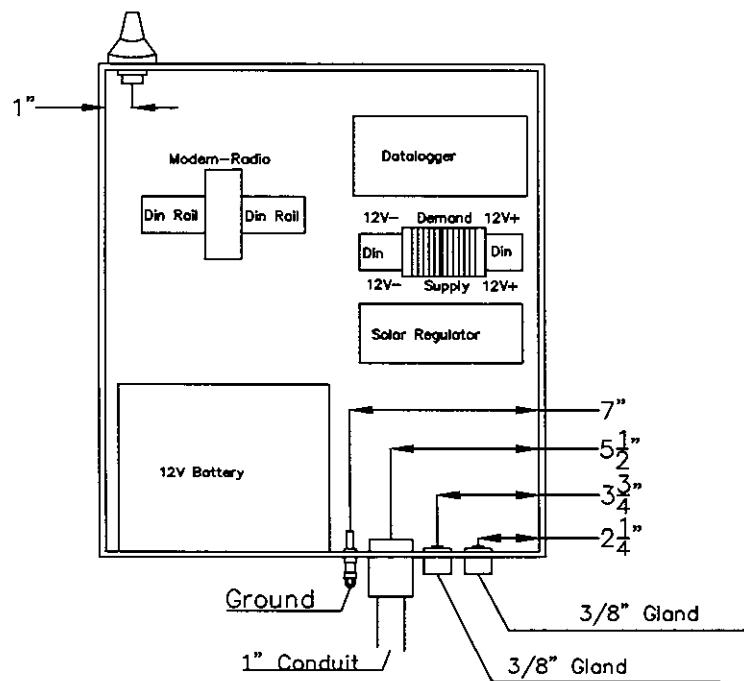 1"
Modem-Radio
Din Rail
Din Rail
Datalogger
12V- Demand 12V+
Din
Din
12V- Supply 12V+
Solar Regulator
12V Battery
7"
5 1/2"
3 3/4"
2 1/4"
Ground
1" Conduit
3/8" Gland
3/8" Gland